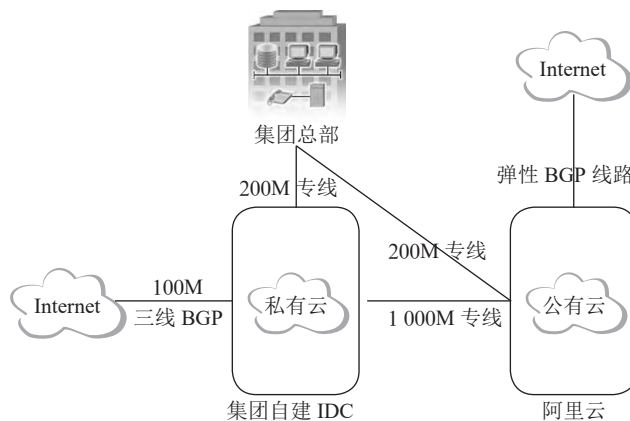 Internet
集团总部
200M 专线
弹性 BGP 线路
200M 专线
Internet
100M
三线 BGP
私有云
1 000M 专线
公有云
集团自建 IDC
阿里云